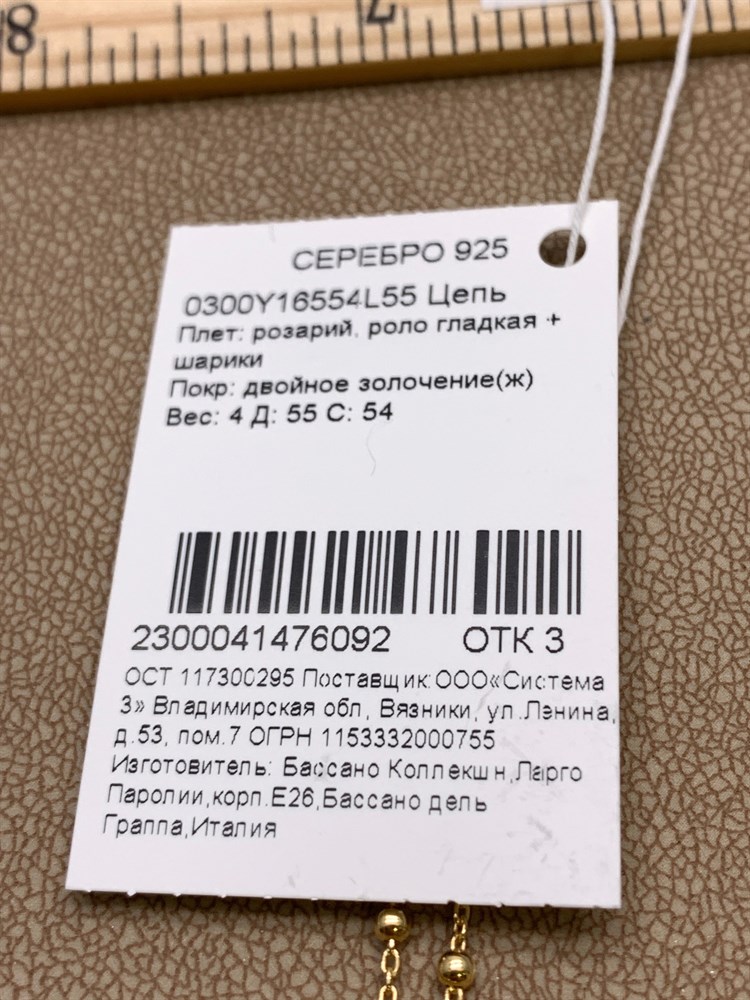 8 7
СЕРЕБРО 925
0300Y16554L55 Цепь
Плет: розарий, роло гладкая +
шарики
Покр: двойное золочение(ж)
Вес: 4 Д: 55 С: 54
2300041476092 ОТК 3
ОСТ 117300295 Поставщик:ООО«Система
3» Владимирская обл, Вязники, ул.Ленина,
д.53, пом.7 ОГРН 1153332000755
Изготовитель: Бассано Коллекшн,Ларго
Паролии,корп.Е26,Бассано дель
Граппа,Италия